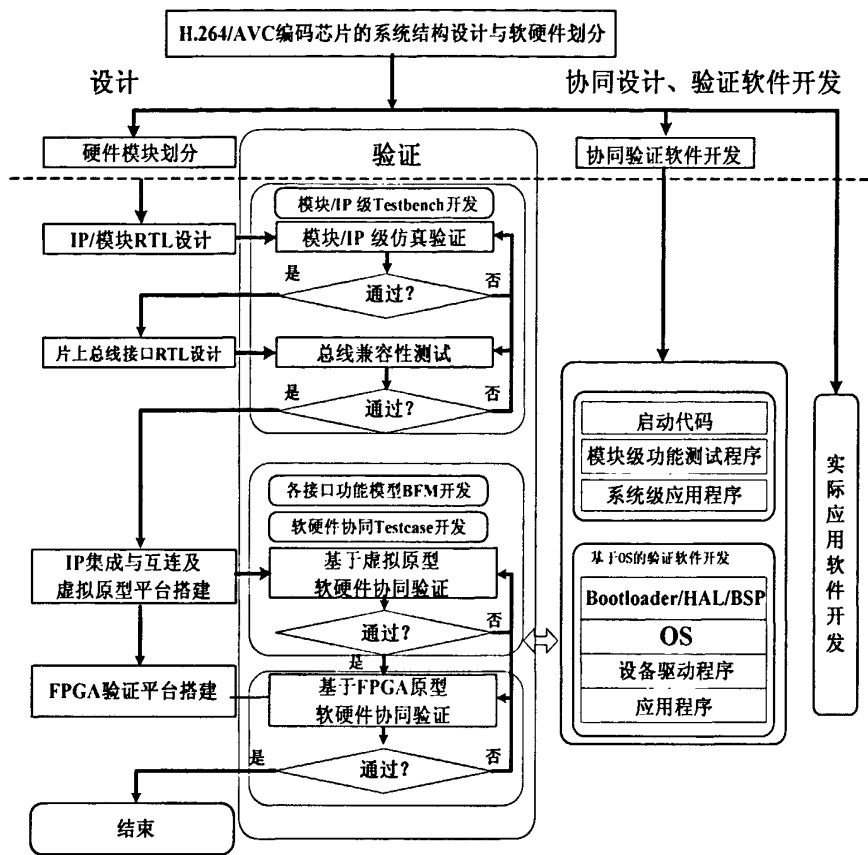 H.264/AVC编码芯片的系统结构设计与软硬件划分
设计
协同设计、验证软件开发
硬件模块划分
验证
协同验证软件开发
模块/IP 级Testbench开发
IP/模块RTL设计
模块/IP 级仿真验证
是
通过?
否
片上总线接口RTL设计
总线兼容性测试
是
通过?
否
启动代码
模块级功能测试程序
系统级应用程序
实际应用软件开发
各接口功能模型BFM开发
软硬件协同Testcase开发
IP集成与互连及
虚拟原型平台搭建
基于虚拟原型
软硬件协同验证
通过?
否
是
基于OS的验证软件开发
Bootloader/HAL/BSP
OS
设备驱动程序
应用程序
FPGA验证平台搭建
基于FPGA原型
软硬件协同验证
是
通过?
否
结束